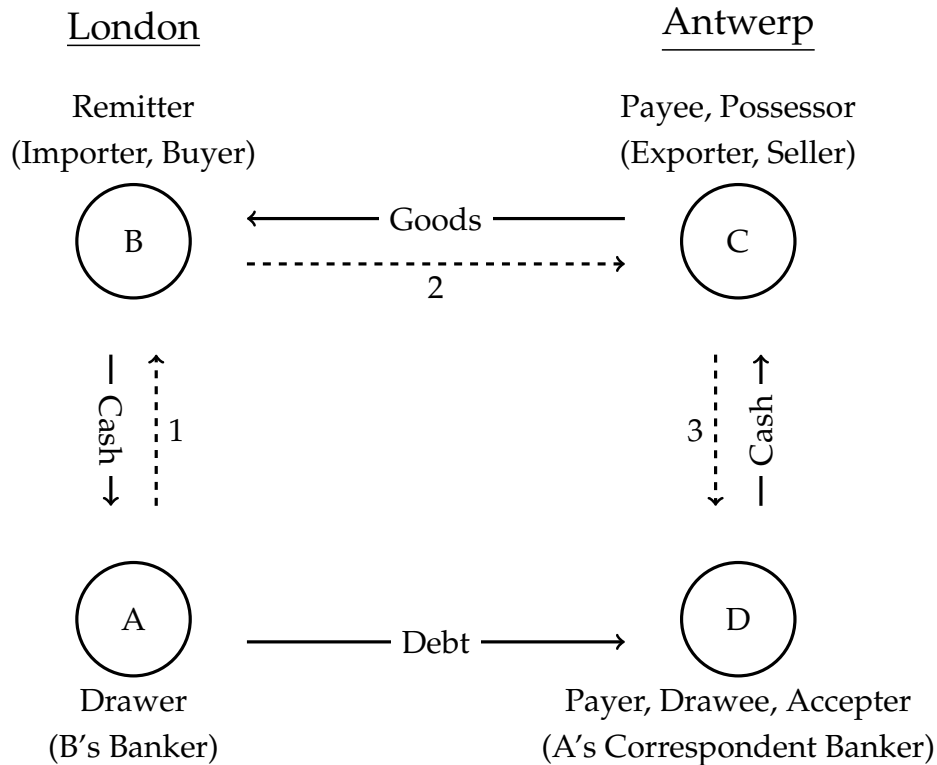 London
Antwerp
Remitter
(Importer, Buyer)
Payee, Possessor
(Exporter, Seller)
B
Goods
C
2
Cash
1
3
Cash
A
Debt
D
Drawer
(B's Banker)
Payer, Drawee, Accepter
(A's Correspondent Banker)